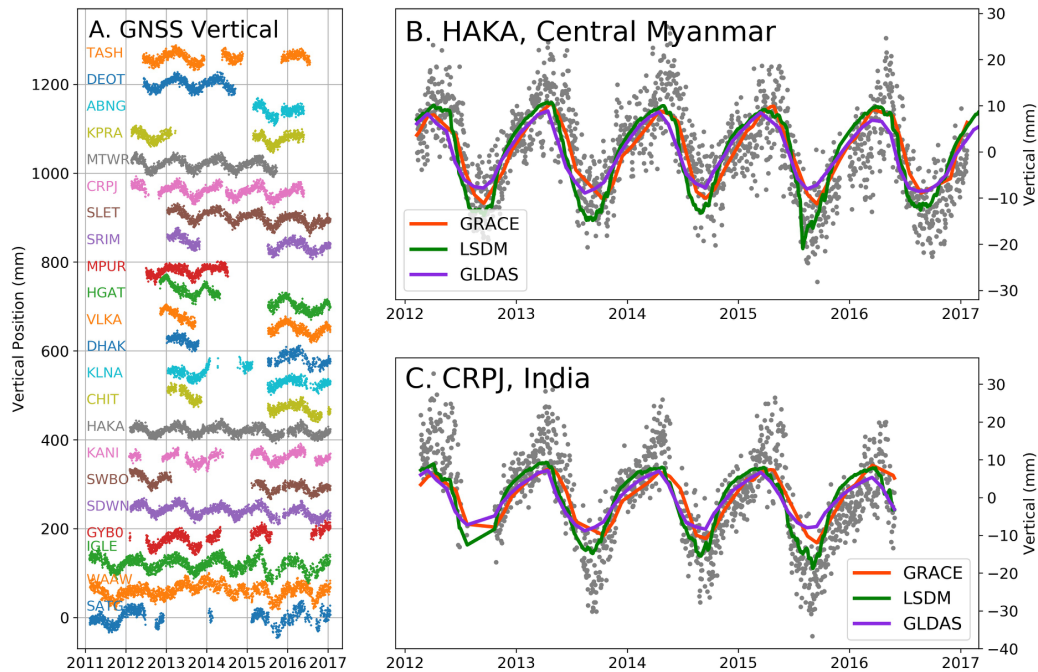 A. GNSS Vertical
Vertical Position (mm)
1200
1000
800
600
400
200
0
TASH
DEOT
ABNG
KPRA
MTWR
CRPJ
SLET
SRIM
MPUR
HGAT
VLKA
DHAK
KLNA
CHIT
HAKA
KANI
SWBO
SDWN
GYB0
IGLE
WAAW
SATG
2011 2012 2013 2014 2015 2016 2017
B. HAKA, Central Myanmar
30
20
10
0
−10
−20
−30
Vertical (mm)
GRACE
LSDM
GLDAS
2012 2013 2014 2015 2016 2017
C. CRPJ, India
30
20
10
0
−10
−20
−30
−40
Vertical (mm)
GRACE
LSDM
GLDAS
2012 2013 2014 2015 2016 2017